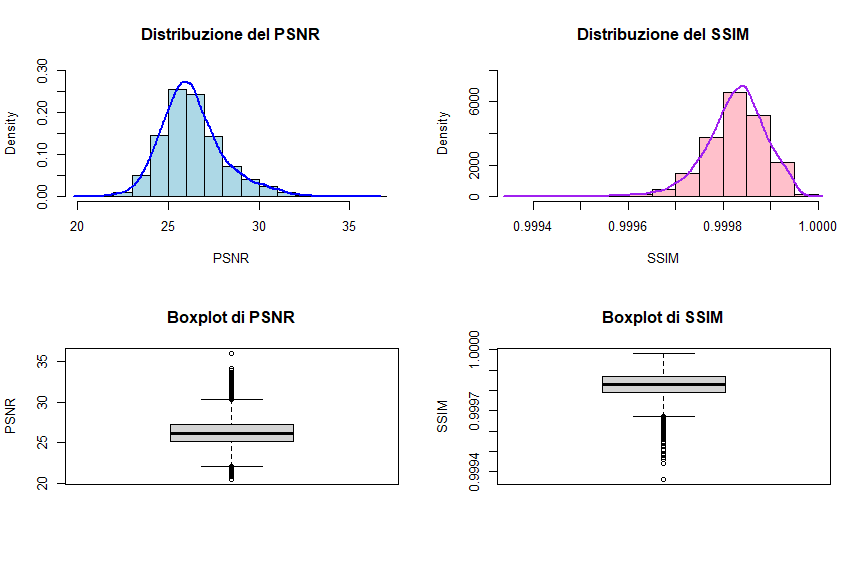 Distribuzione del PSNR
Density
0.00 0.10 0.20 0.30
20 25 30 35
PSNR
Distribuzione del SSIM
Density
0 2000 6000
0.9994 0.9996 0.9998 1.0000
SSIM
Boxplot di PSNR
PSNR
20 25 30 35
Boxplot di SSIM
SSIM
0.9994 0.9997 1.0000